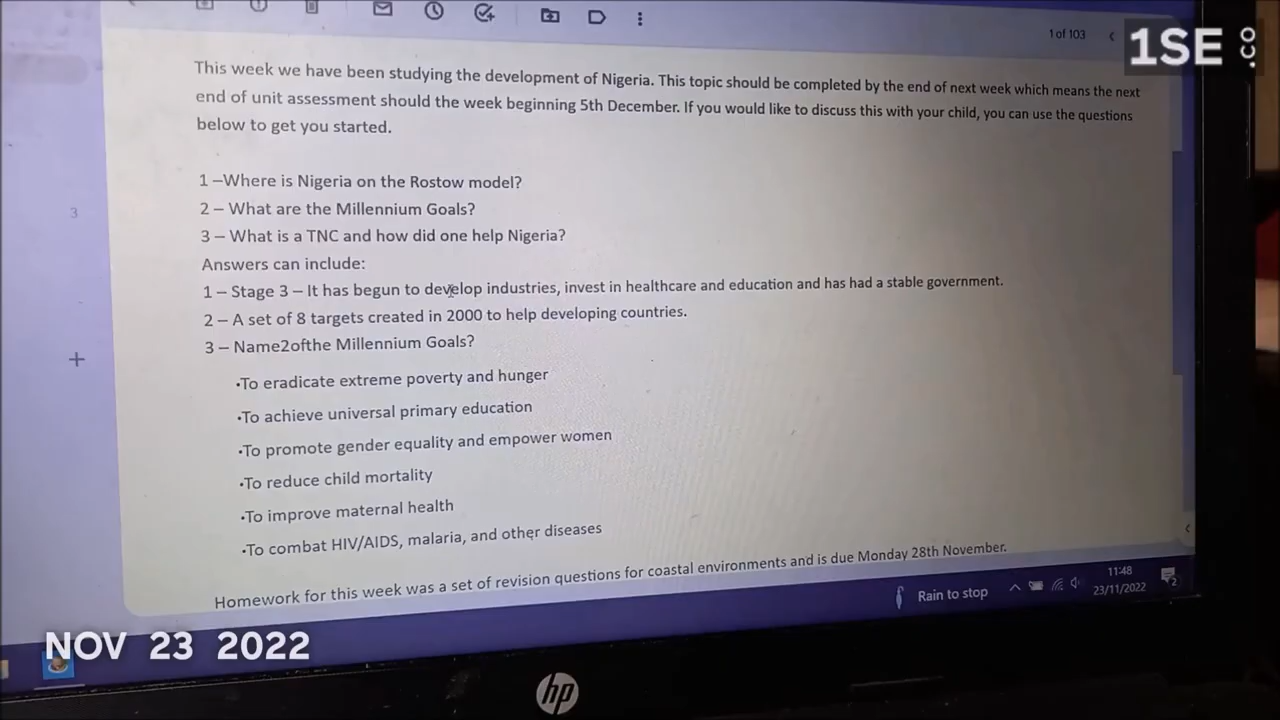 1 of 103
1SE
.co
This week we have been studying the development of Nigeria. This topic should be completed by the end of next week which means the next
end of unit assessment should the week beginning 5th December. If you would like to discuss this with your child, you can use the questions
below to get you started.
1 –Where is Nigeria on the Rostow model?
2 – What are the Millennium Goals?
3
3 – What is a TNC and how did one help Nigeria?
Answers can include:
1 – Stage 3 – It has begun to develop industries, invest in healthcare and education and has had a stable government.
2 – A set of 8 targets created in 2000 to help developing countries.
3 – Name2ofthe Millennium Goals?
•To eradicate extreme poverty and hunger
•To achieve universal primary education
•To promote gender equality and empower women
•To reduce child mortality
•To improve maternal health
•To combat HIV/AIDS, malaria, and other diseases
Homework for this week was a set of revision questions for coastal environments and is due Monday 28th November.
Rain to stop
11:48
23/11/2022
2
NOV 23 2022
hp